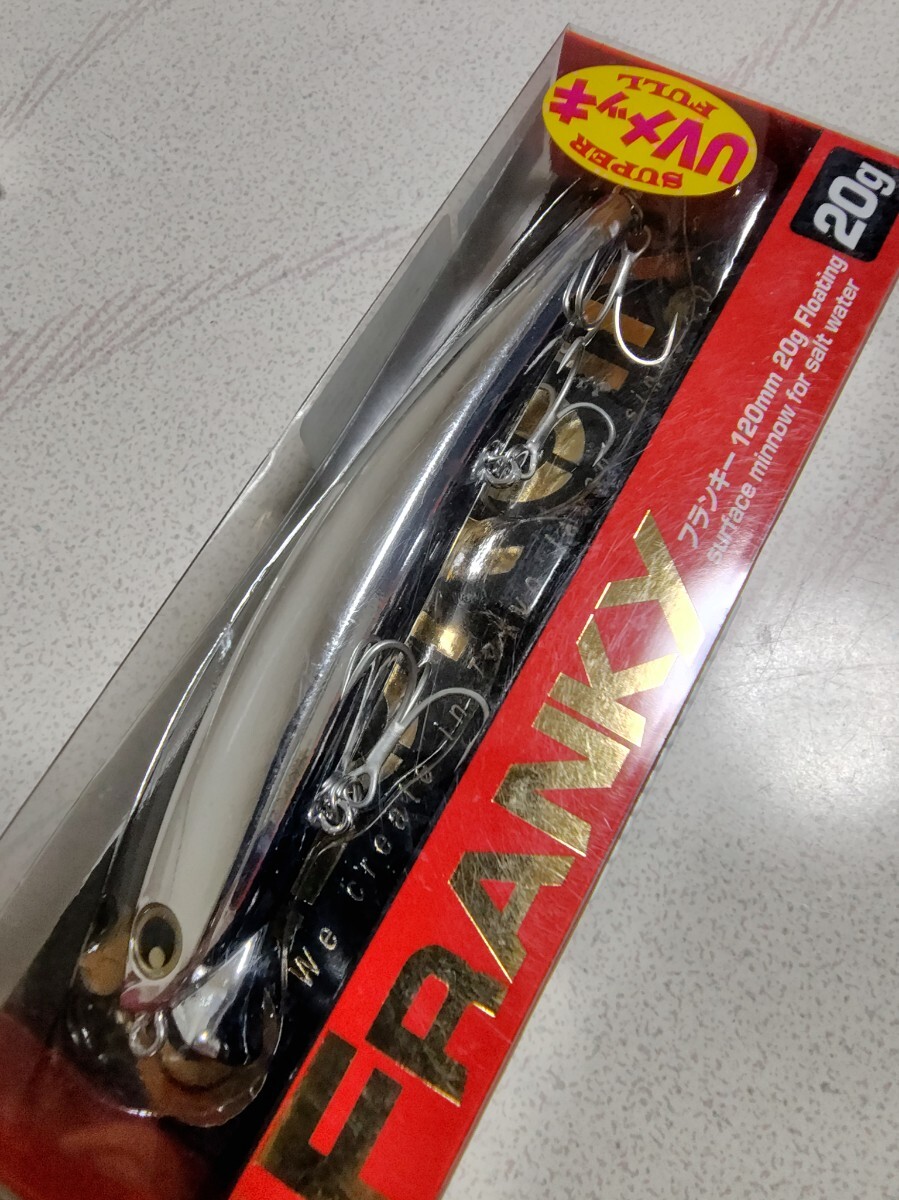 SUPER
UVメッキ
FULL
20g
フランキー 120mm 20g Floating
surface minnow for salt water
FRANKY
We create in